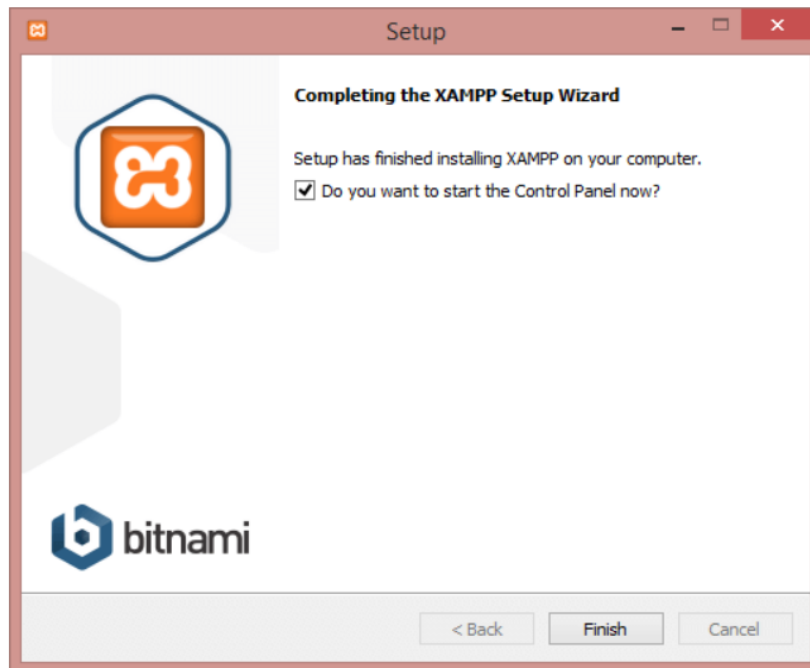 Setup
Completing the XAMPP Setup Wizard
Setup has finished installing XAMPP on your computer.
Do you want to start the Control Panel now?
bitnami
< Back
Finish
Cancel